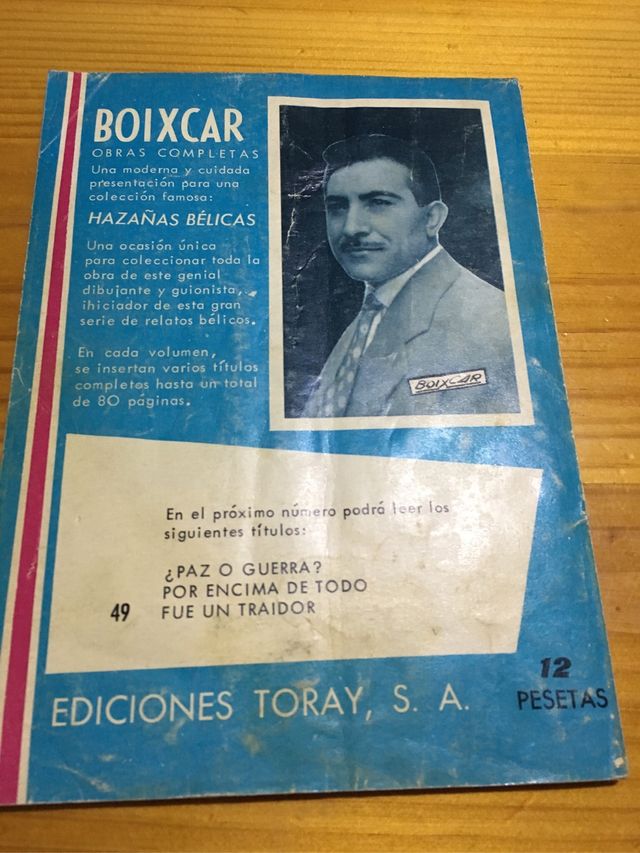 BOIXCAR
OBRAS COMPLETAS
Una moderna y cuidada
presentación para una
colección famosa:
HAZAÑAS BÉLICAS
Una ocasión única
para coleccionar toda la
obra de este genial
dibujante y guionista,
ihiciador de esta gran
serie de relatos bélicos.
En cada volumen,
se insertan varios títulos
completos hasta un total
de 80 páginas.
BOIXCAR
En el próximo número podrá leer los
siguientes títulos:
¿PAZ O GUERRA?
POR ENCIMA DE TODO
49 FUE UN TRAIDOR
12
PESETAS
EDICIONES TORAY, S. A.